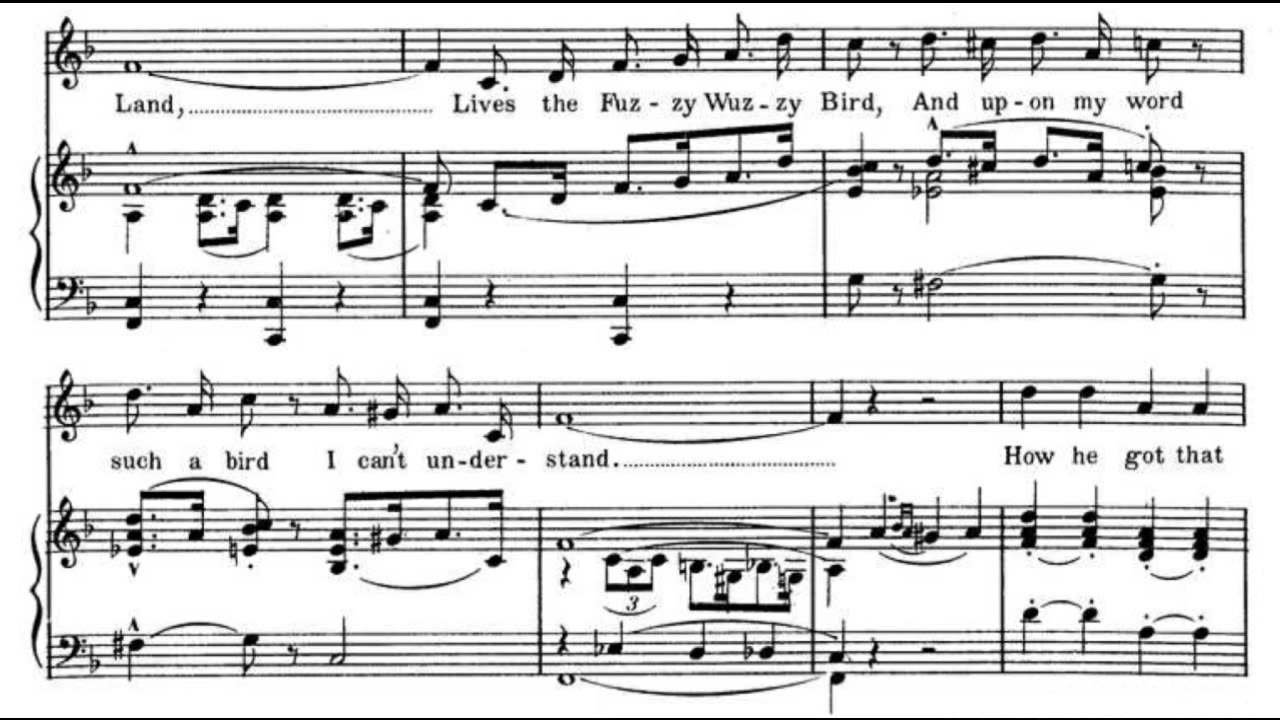 Land,.................................... Lives the Fuz-zy Wuz-zy Bird, And up-on my word
such a bird I can't un-der-stand.................................... How he got that
3